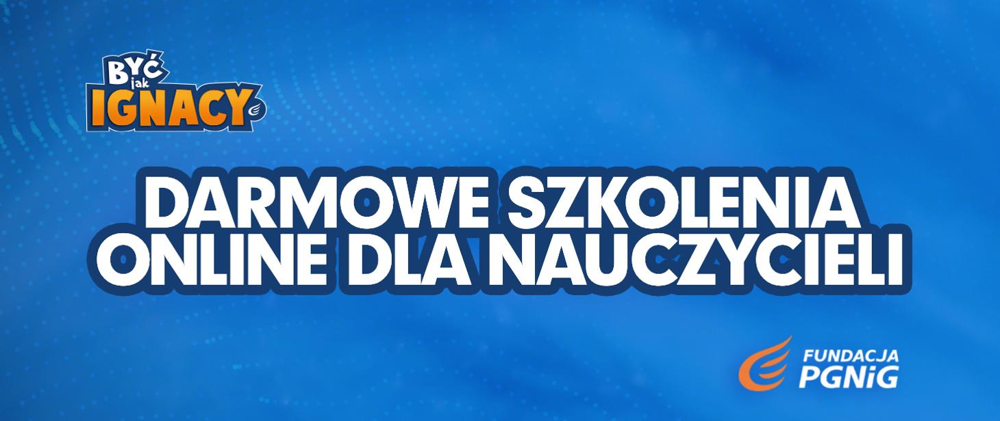 BYĆ
jak
IGNACY
DARMOWE SZKOLENIA
ONLINE DLA NAUCZYCIELI
FUNDACJA
PGNiG